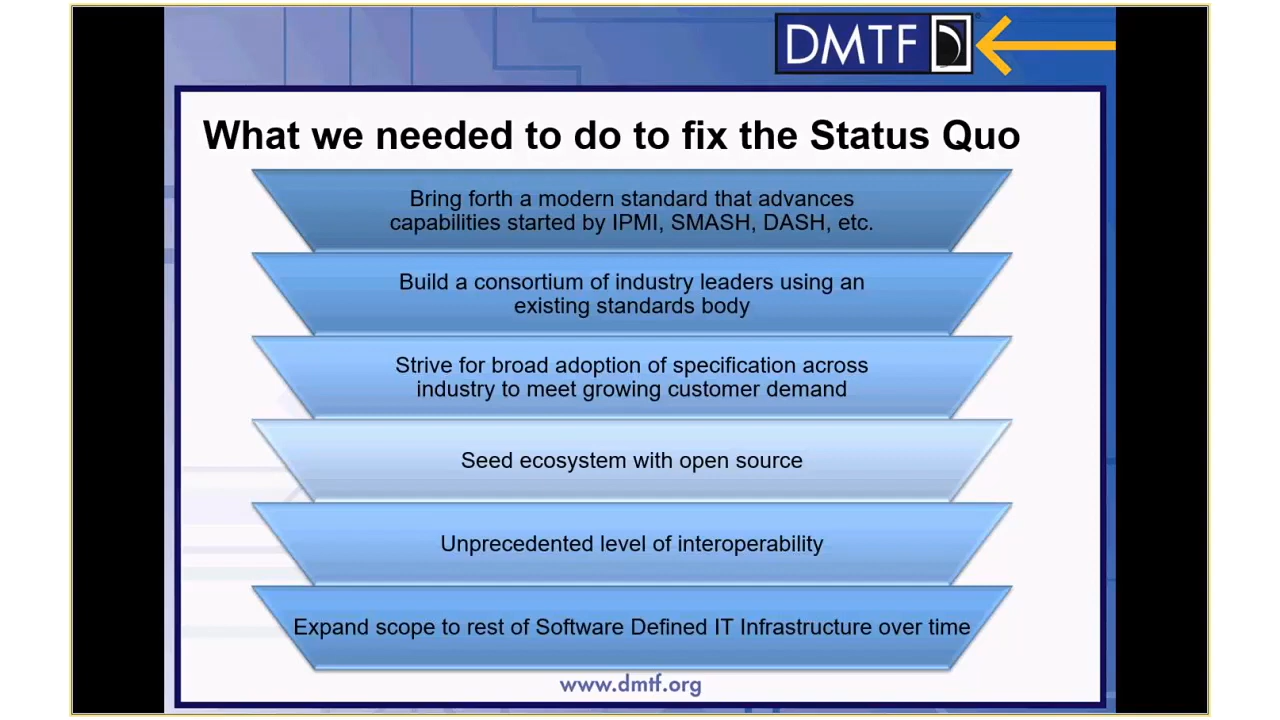 DMTF
What we needed to do to fix the Status Quo
Bring forth a modern standard that advances
capabilities started by IPMI, SMASH, DASH, etc.
Build a consortium of industry leaders using an
existing standards body
Strive for broad adoption of specification across
industry to meet growing customer demand
Seed ecosystem with open source
Unprecedented level of interoperability
Expand scope to rest of Software Defined IT Infrastructure over time
www.dmtf.org